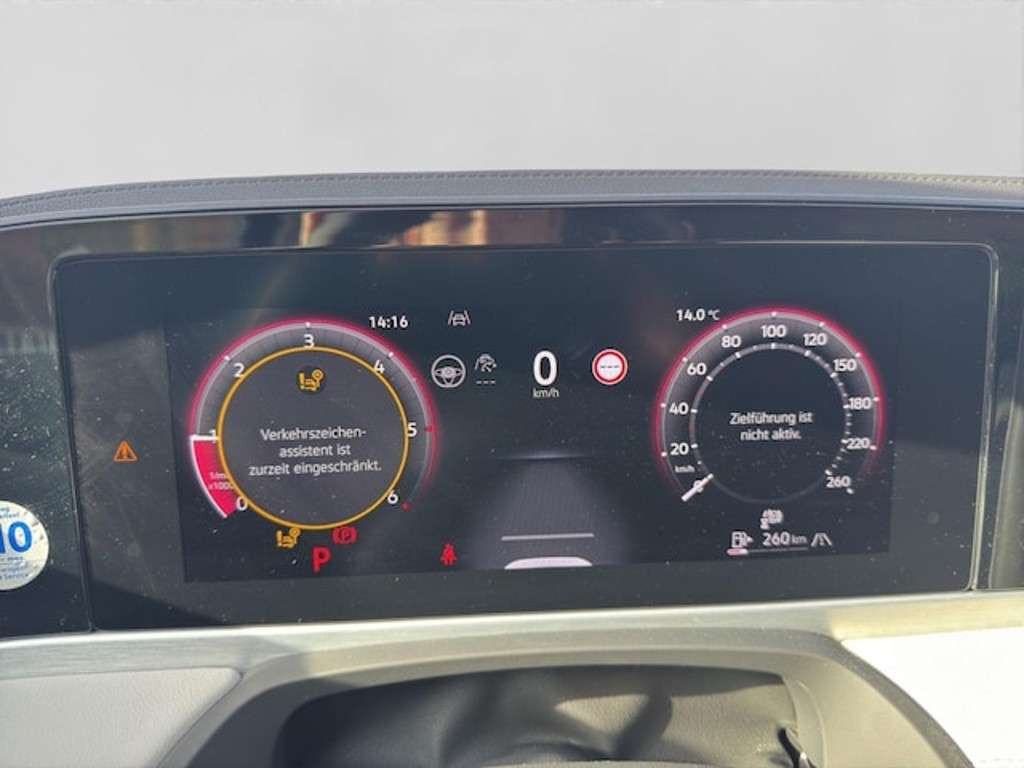 14:16
14.0 °C
0
km/h
---
0
1
2
3
4
5
6
Verkehrszeichen-
assistent ist
zurzeit eingeschränkt.
P
20
40
60
80
100
120
150
180
220
260
km/h
Zielführung ist
nicht aktiv.
260 km
10